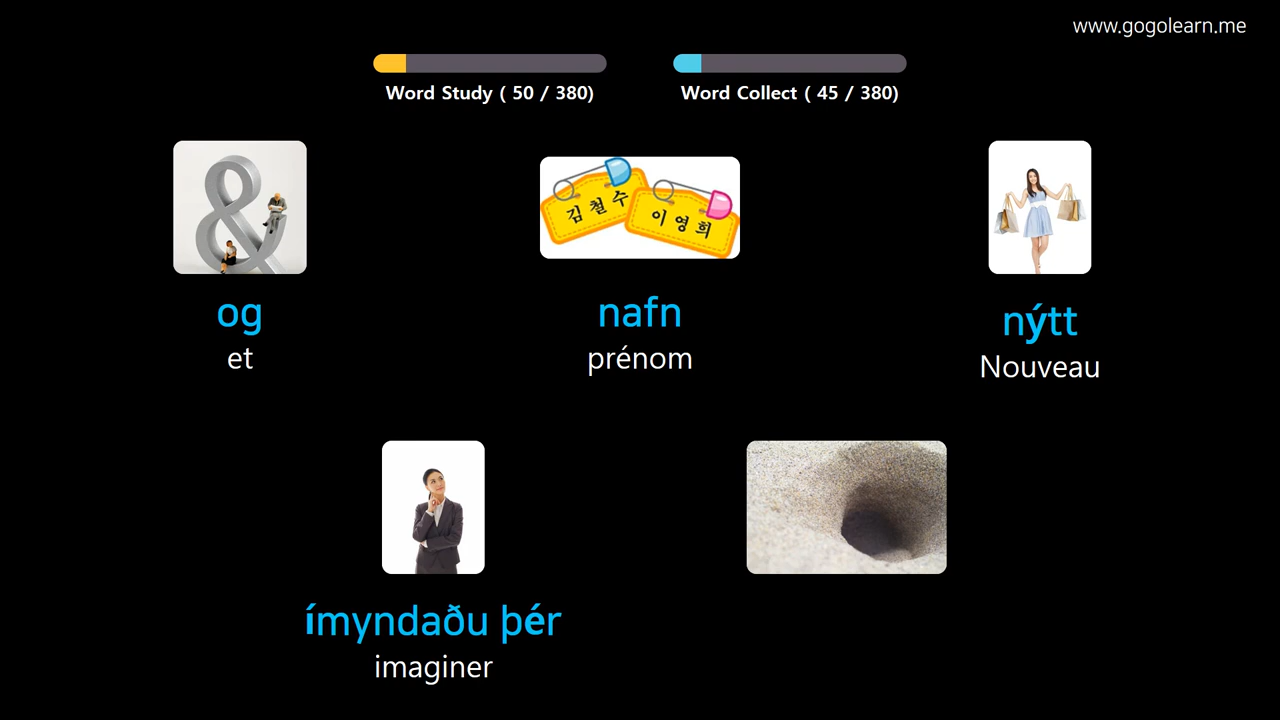 www.gogolearn.me
Word Study ( 50 / 380)
Word Collect ( 45 / 380)
김철수
이영희
og
et
nafn
prénom
nýtt
Nouveau
ímyndaðu þér
imaginer